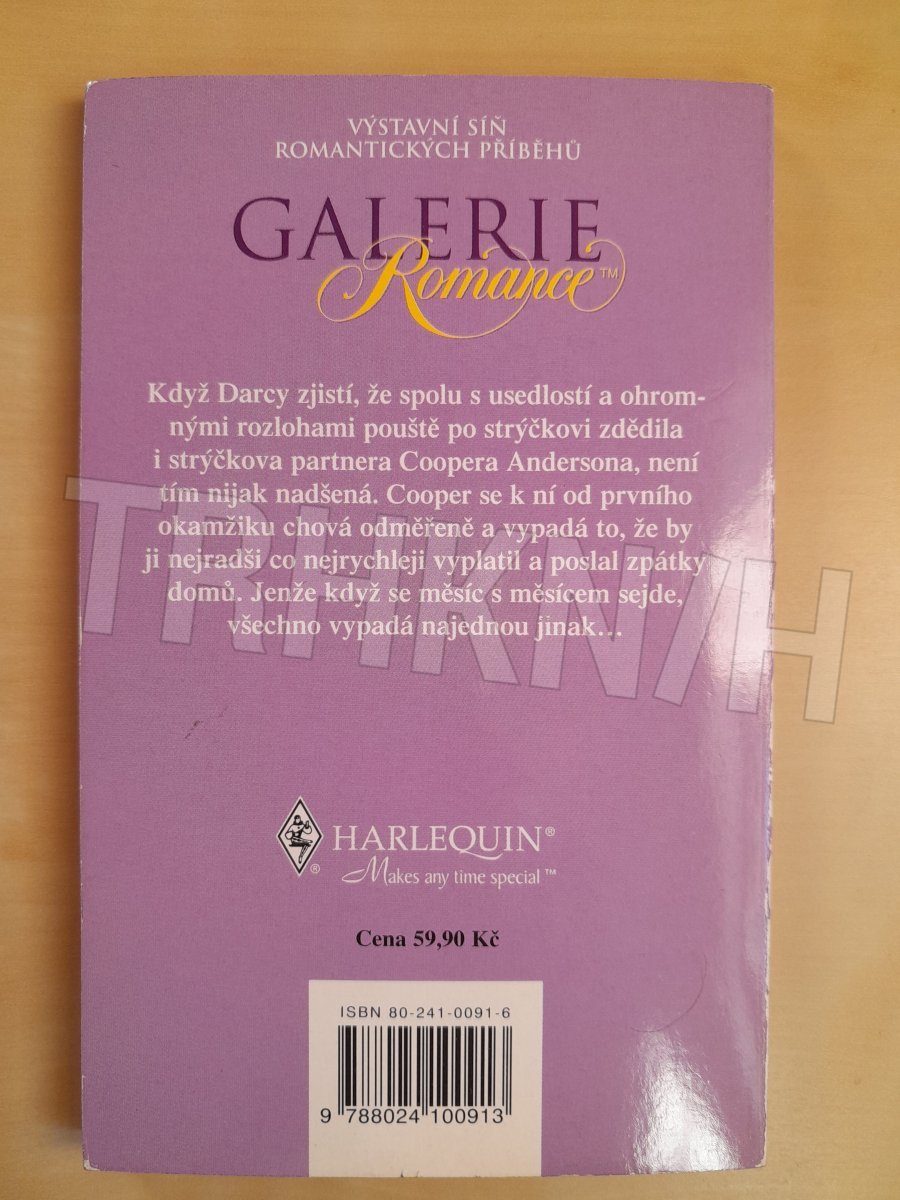 VÝSTAVNÍ SÍŇ
ROMANTICKÝCH PŘÍBĚHŮ
GALERIE
Romance™
Když Darcy zjistí, že spolu s usedlostí a ohrom-
nými rozlohami pouště po strýčkovi zdědila
i strýčkova partnera Coopera Andersona, není
tím nijak nadšená. Cooper se k ní od prvního
okamžiku chová odměřeně a vypadá to, že by
ji nejradši co nejrychleji vyplatil a poslal zpátky
domů. Jenže když se měsíc s měsícem sejde,
všechno vypadá najednou jinak…
TRHKN/H
HARLEQUIN®
®
Makes any time special™
Cena 59,90 Kč
ISBN 80-241-0091-6
9 788024 100913